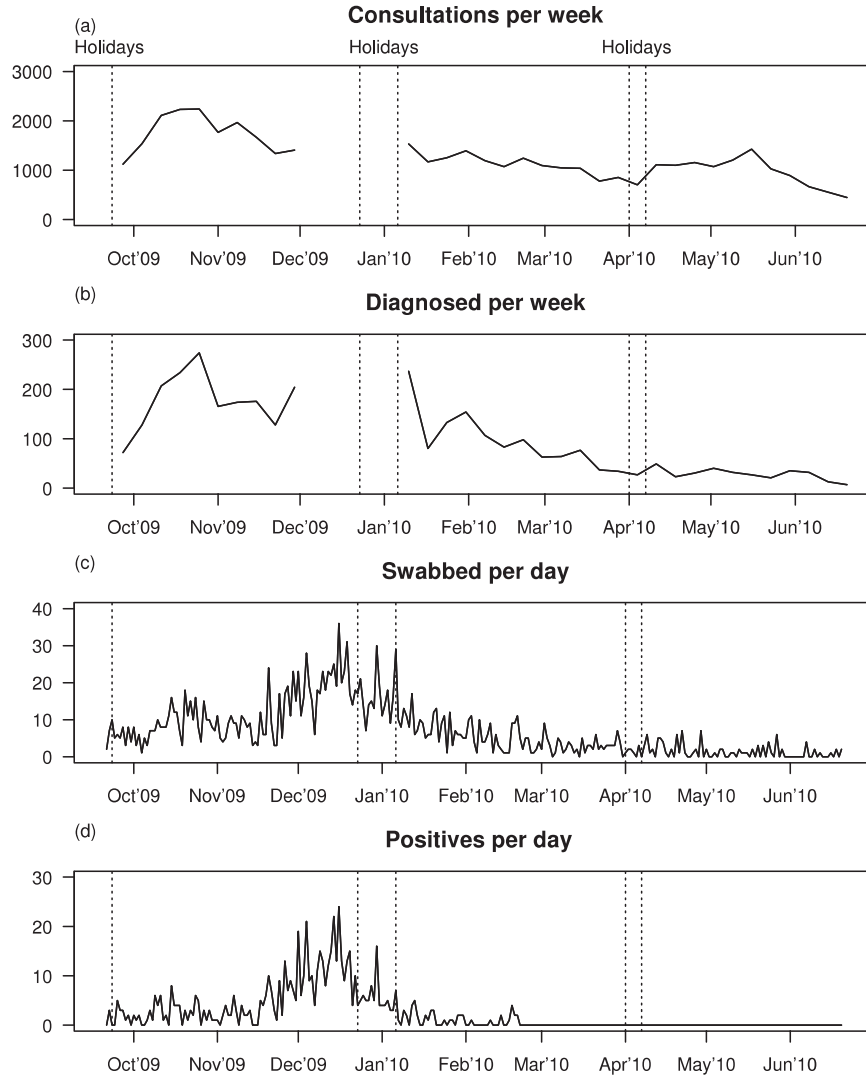 (a)
Consultations per week
Holidays Holidays Holidays
3000
2000
1000
0
Oct'09 Nov'09 Dec'09 Jan'10 Feb'10 Mar'10 Apr'10 May'10 Jun'10
(b)
Diagnosed per week
300
200
100
0
Oct'09 Nov'09 Dec'09 Jan'10 Feb'10 Mar'10 Apr'10 May'10 Jun'10
(c)
Swabbed per day
40
30
20
10
0
Oct'09 Nov'09 Dec'09 Jan'10 Feb'10 Mar'10 Apr'10 May'10 Jun'10
(d)
Positives per day
30
20
10
0
Oct'09 Nov'09 Dec'09 Jan'10 Feb'10 Mar'10 Apr'10 May'10 Jun'10